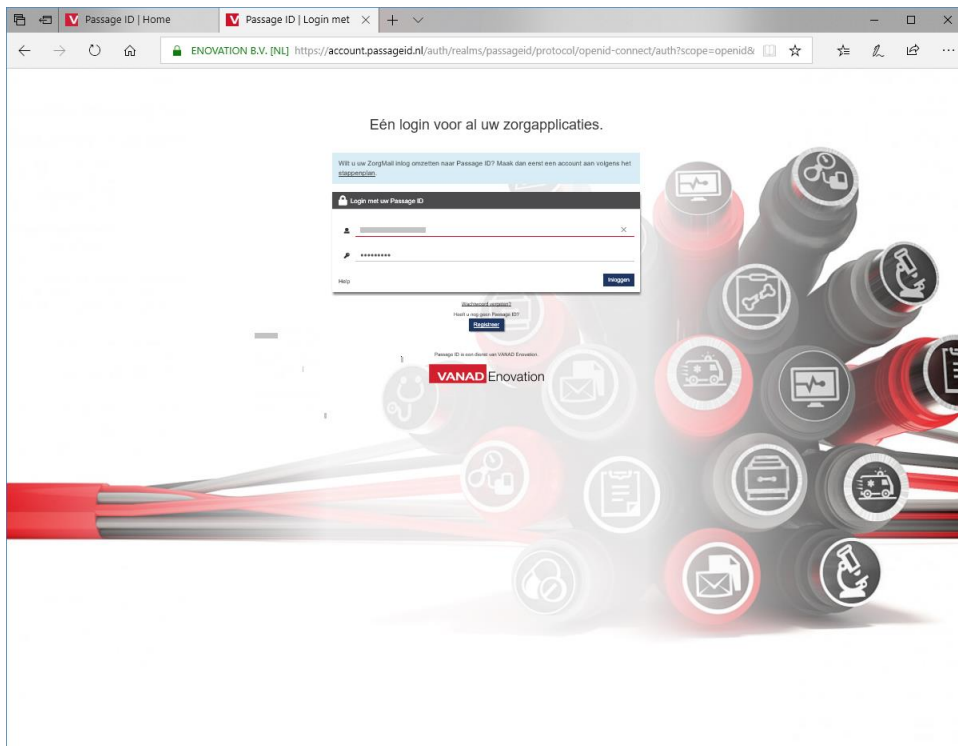 Passage ID | Home
Passage ID | Login met
ENOVATION B.V. [NL] https://account.passageid.nl/auth/realms/passageid/protocol/openid-connect/auth?scope=openid&
Eén login voor al uw zorgapplicaties.
Wilt u uw ZorgMail inlog omzetten naar Passage ID? Maak dan eerst een account aan volgens het
stappenplan.
Login met uw Passage ID
•••••••••
Help
Inloggen
Wachtwoord vergeten?
Heeft u nog geen Passage ID?
Registreer
Passage ID is een dienst van VANAD Enovation.
VANAD Enovation